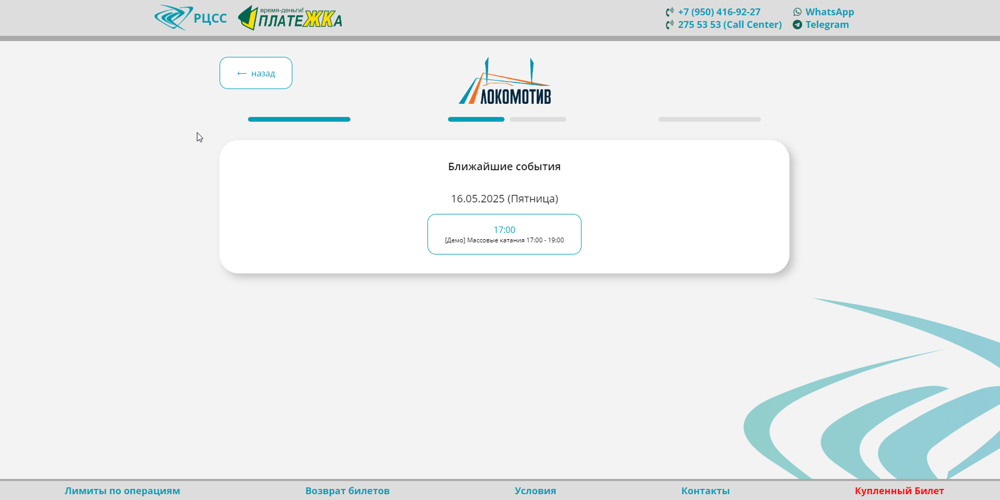 РЦСС
время-деньги!
ПЛАТЕЖКА
+7 (950) 416-92-27
WhatsApp
275 53 53 (Call Center)
Telegram
← назад
ЛОКОМОТИВ
Ближайшие события
16.05.2025 (Пятница)
17:00
[Демо] Массовые катания 17:00 - 19:00
Лимиты по операциям
Возврат билетов
Условия
Контакты
Купленный Билет